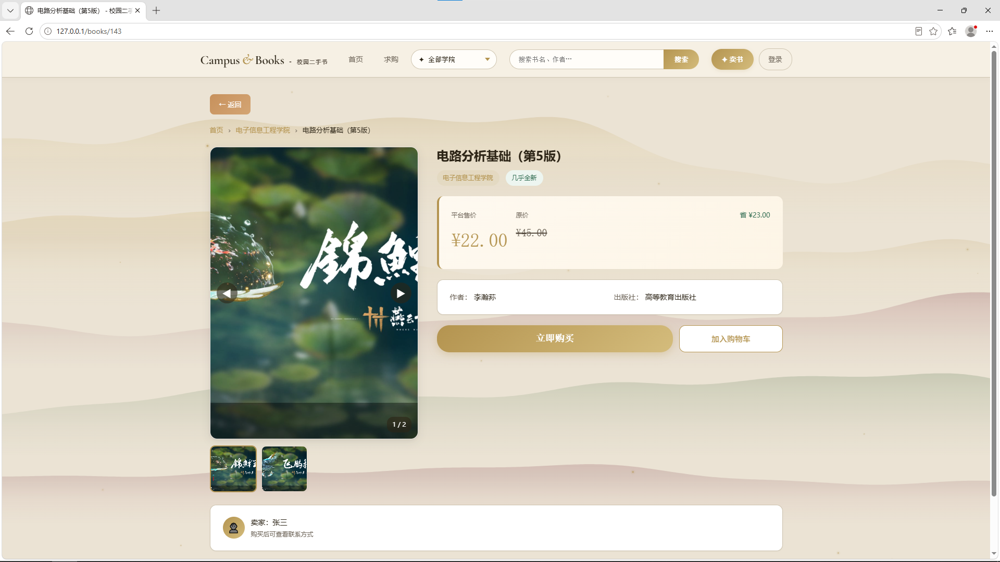 电路分析基础（第5版） - 校园二手
127.0.0.1/books/143
Campus & Books - 校园二手书
首页
求购
✦ 全部学院
搜索书名、作者…
搜索
✦ 卖书
登录
← 返回
首页 › 电子信息工程学院 › 电路分析基础（第5版）
錦鯉
燕云
1 / 2
電路分析基础（第5版）
电子信息工程学院
几乎全新
平台售价
原价
省 ¥23.00
¥22.00
¥45.00
作者： 李瀚荪
出版社： 高等教育出版社
立即购买
加入购物车
錦鯉
飞鹏
卖家：张三
购买后可查看联系方式